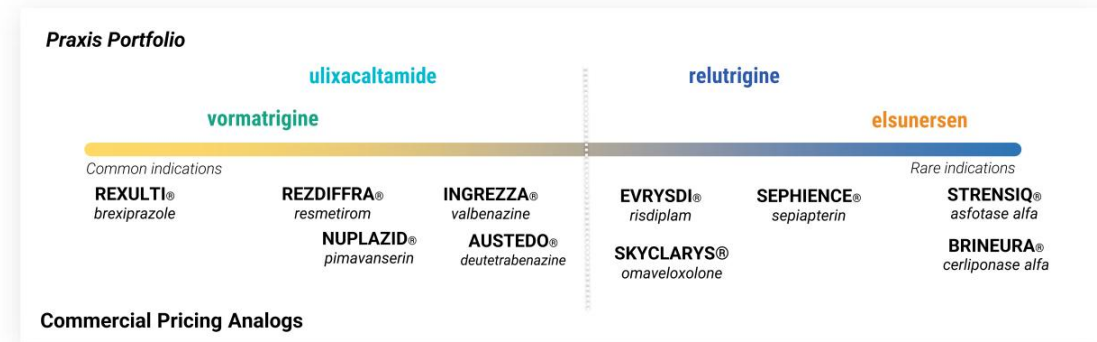 Praxis Portfolio
ulixacaltamide
relutrigine
vormatrigine
elsunersen
Common indications
Rare indications
REXULTI®
brexiprazole
REZDIFFRA®
resmetirom
INGREZZA®
valbenazine
EVRYSDI®
risdiplam
SEPHIENCE®
sepiapterin
STRENSIQ®
asfotase alfa
NUPLAZID®
pimavanserin
AUSTEDO®
deutetrabenazine
SKYCLARYS®
omaveloxolone
BRINEURA®
cerliponase alfa
Commercial Pricing Analogs